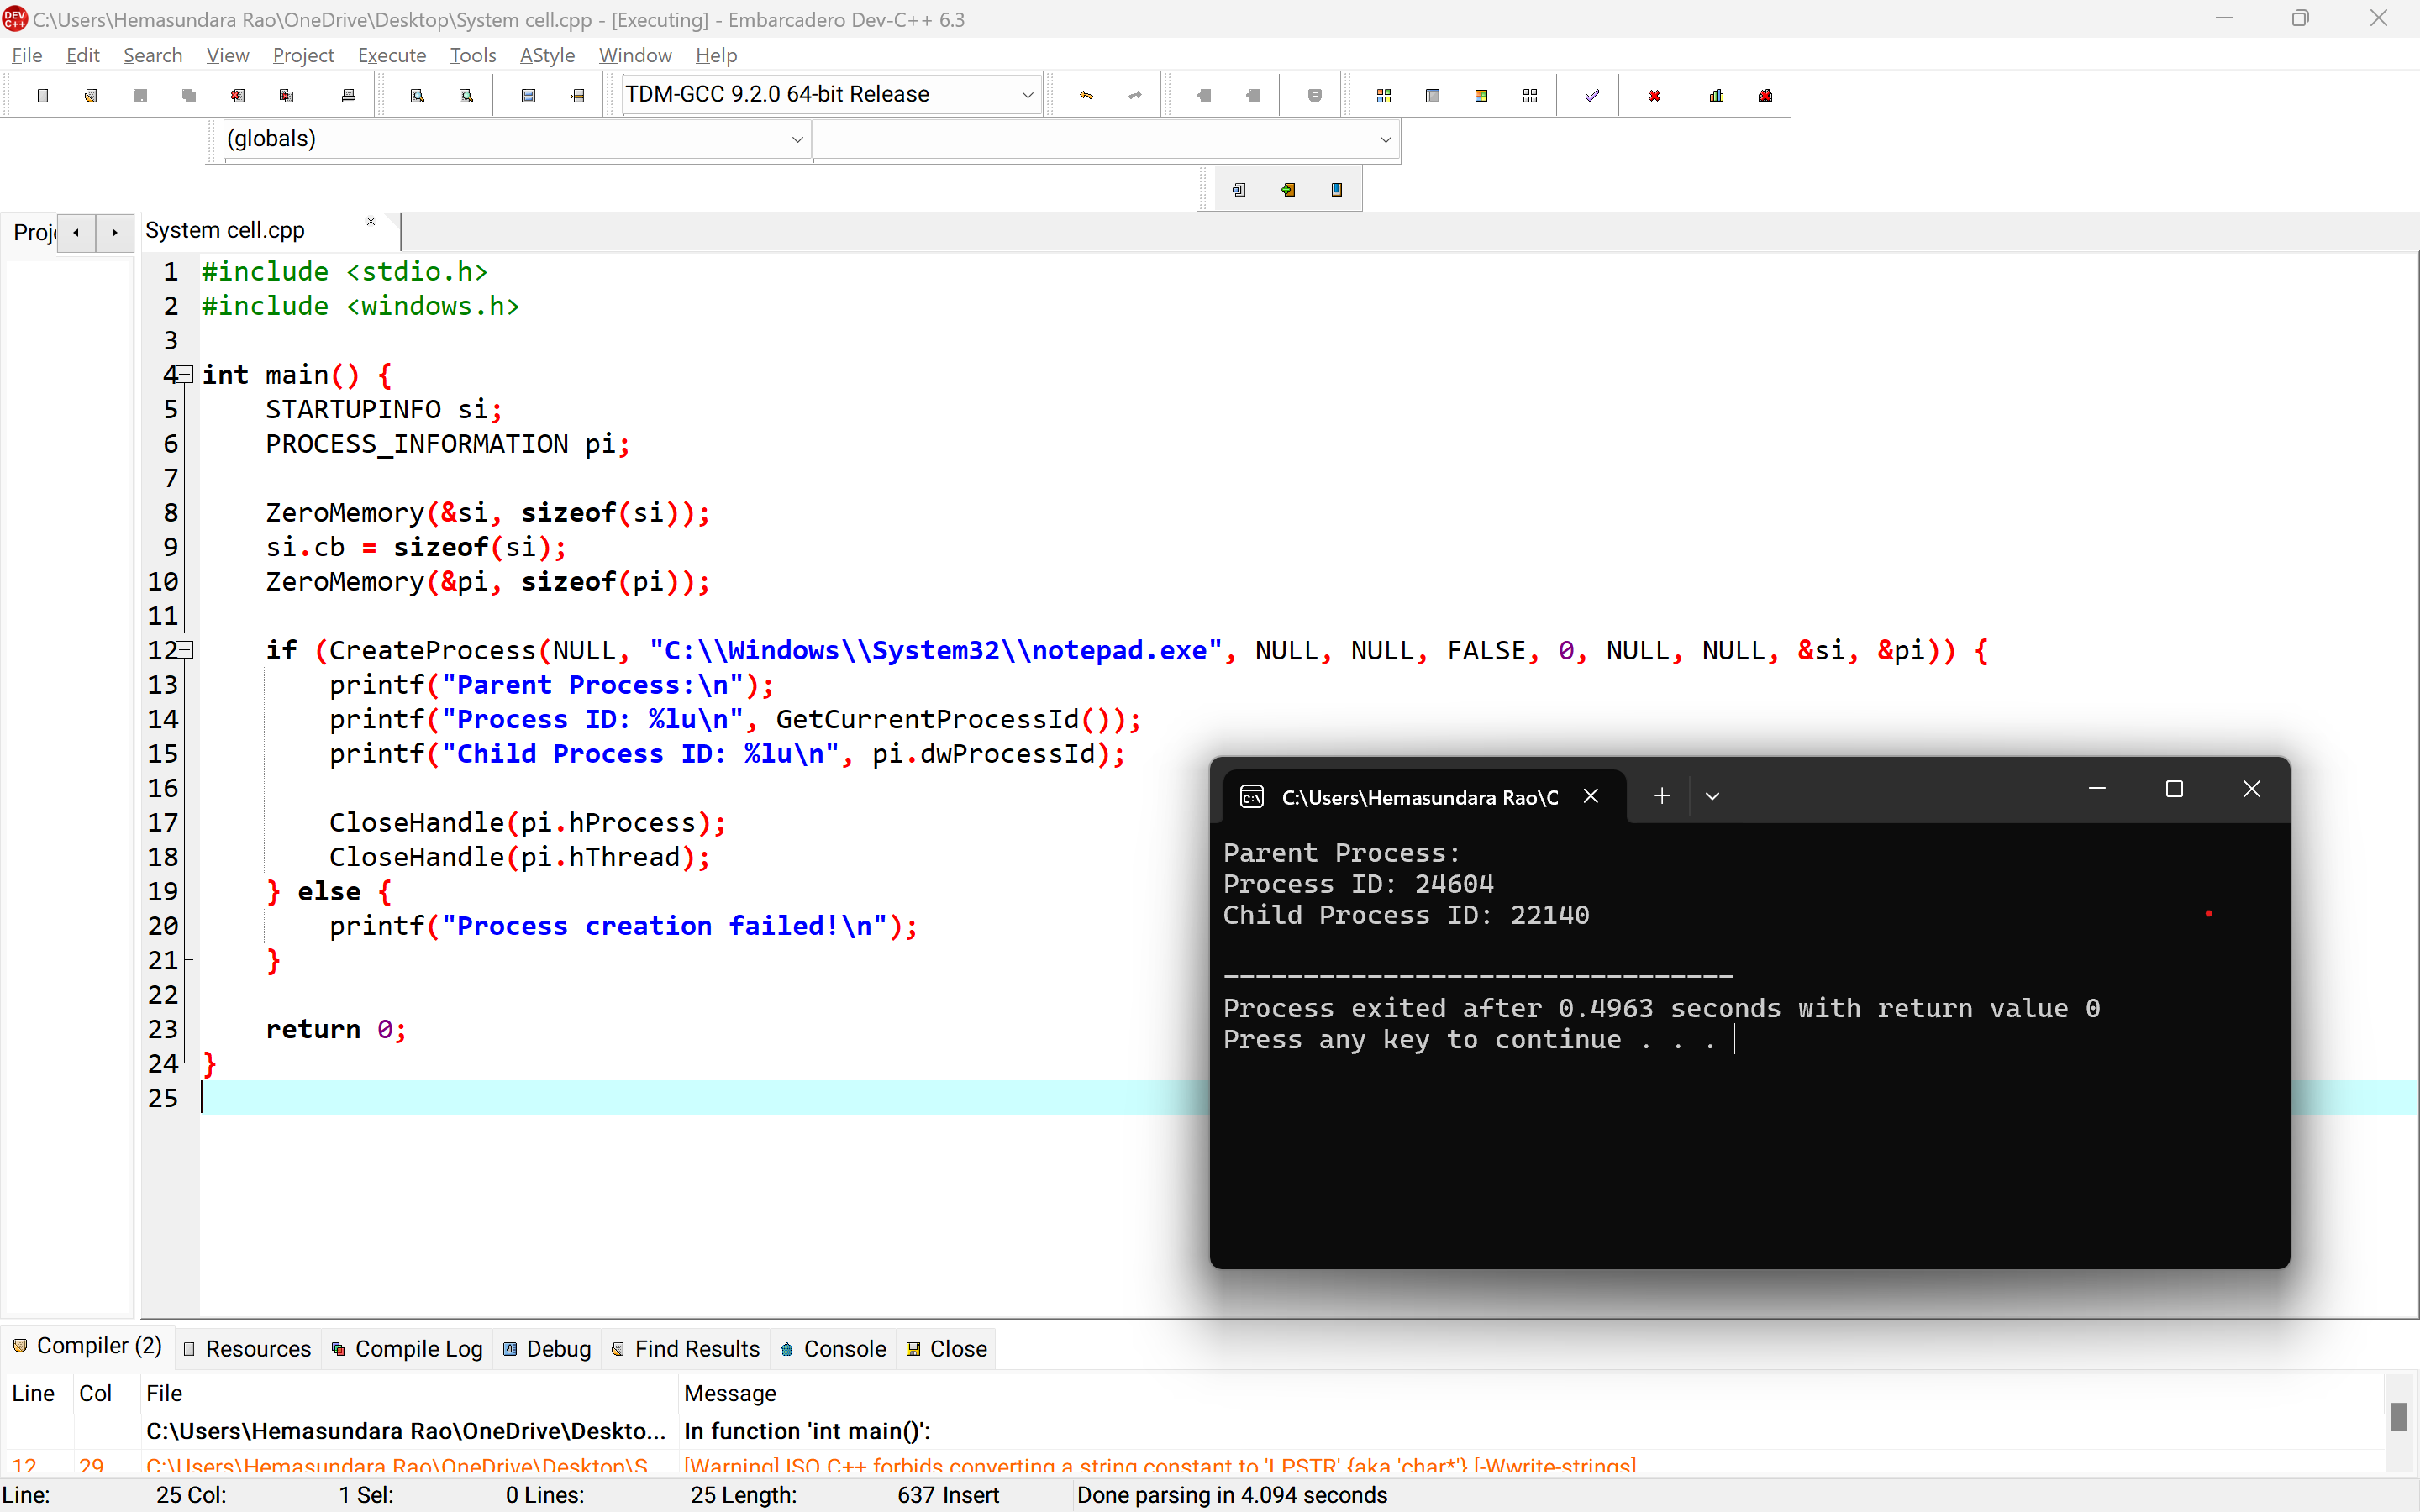 C:\Users\Hemasundara Rao\OneDrive\Desktop\System cell.cpp - [Executing] - Embarcadero Dev-C++ 6.3
File Edit Search View Project Execute Tools AStyle Window Help
TDM-GCC 9.2.0 64-bit Release
(globals)
Proj
System cell.cpp
1 #include <stdio.h>
2 #include <windows.h>
3
4 int main() {
5     STARTUPINFO si;
6     PROCESS_INFORMATION pi;
7
8     ZeroMemory(&si, sizeof(si));
9     si.cb = sizeof(si);
10     ZeroMemory(&pi, sizeof(pi));
11
12     if (CreateProcess(NULL, "C:\\Windows\\System32\\notepad.exe", NULL, NULL, FALSE, 0, NULL, NULL, &si, &pi)) {
13         printf("Parent Process:\n");
14         printf("Process ID: %lu\n", GetCurrentProcessId());
15         printf("Child Process ID: %lu\n", pi.dwProcessId);
16
17         CloseHandle(pi.hProcess);
18         CloseHandle(pi.hThread);
19     } else {
20         printf("Process creation failed!\n");
21     }
22
23     return 0;
24 }
25
C:\Users\Hemasundara Rao\C
Parent Process:
Process ID: 24604
Child Process ID: 22140
--------------------------------
Process exited after 0.4963 seconds with return value 0
Press any key to continue . . .
Compiler (2) Resources Compile Log Debug Find Results Console Close
Line Col File Message
C:\Users\Hemasundara Rao\OneDrive\Deskto... In function 'int main()':
12 29 C:\Users\Hemasundara Rao\OneDrive\Desktop\S... [Warning] ISO C++ forbids converting a string constant to 'LPSTR' {aka 'char*'} [-Wwrite-strings]
Line: 25 Col: 1 Sel: 0 Lines: 25 Length: 637 Insert Done parsing in 4.094 seconds